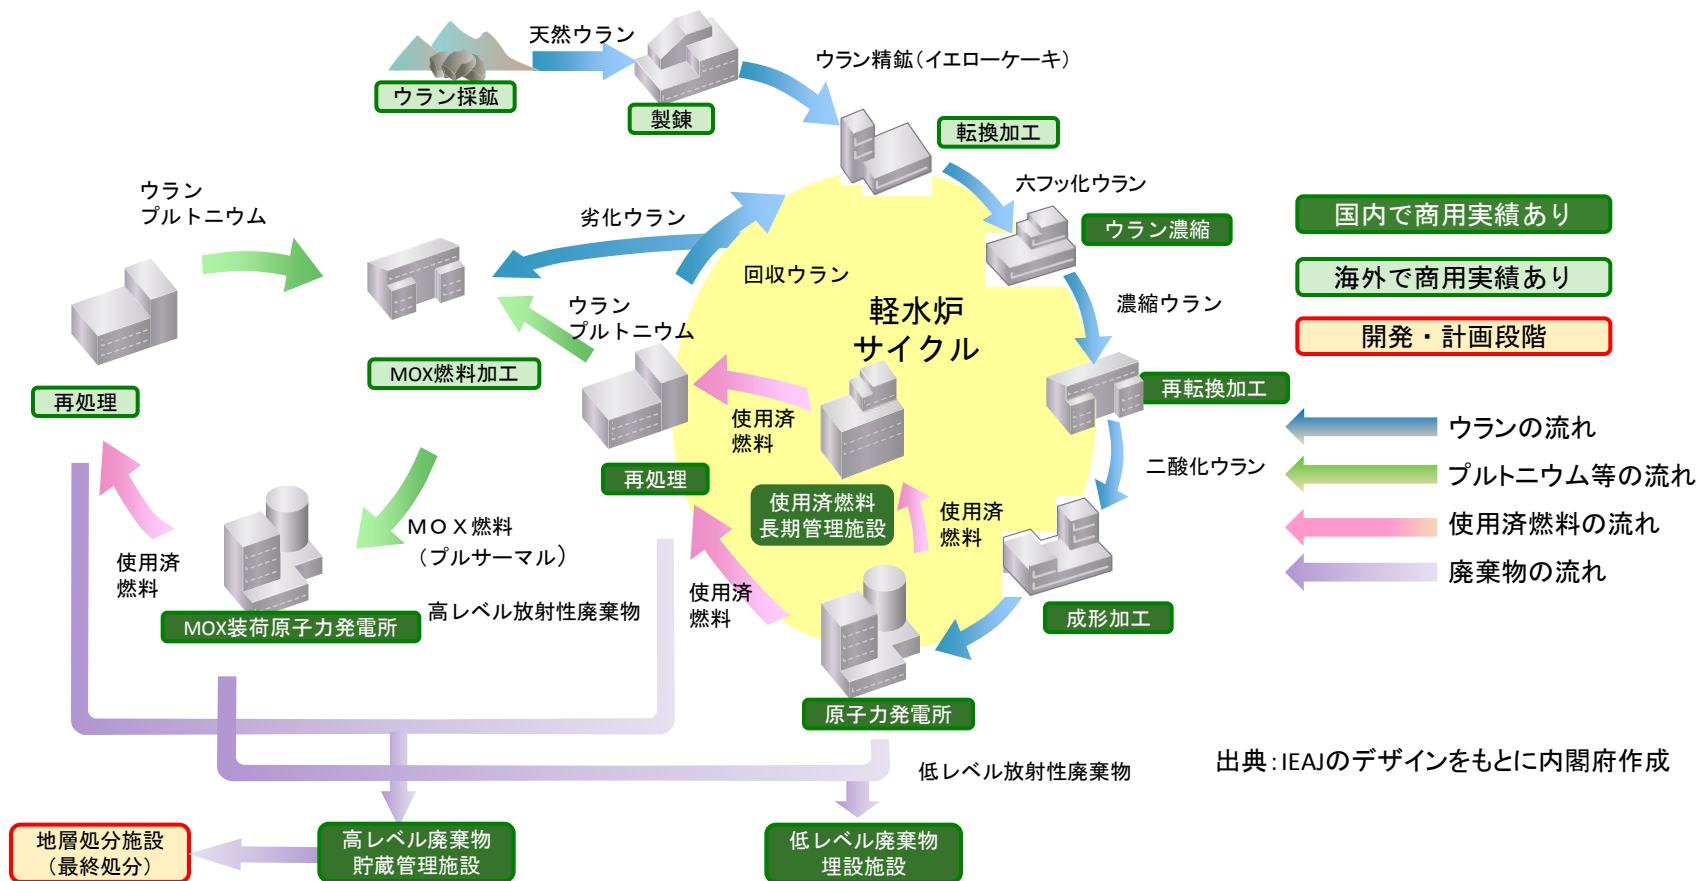 天然ウラン
ウラン精鉱(イエローケーキ)
ウラン採鉱
製錬
転換加工
六フッ化ウラン
ウラン濃縮
濃縮ウラン
再転換加工
二酸化ウラン
成形加工
原子力発電所
軽水炉
サイクル
劣化ウラン
回収ウラン
ウラン
プルトニウム
ウラン
プルトニウム
MOX燃料加工
再処理
再処理
使用済
燃料
使用済燃料
長期管理施設
使用済
燃料
使用済
燃料
使用済
燃料
MOX燃料
(プルサーマル)
MOX装荷原子力発電所
高レベル放射性廃棄物
低レベル放射性廃棄物
地層処分施設
(最終処分)
高レベル廃棄物
貯蔵管理施設
低レベル廃棄物
埋設施設
国内で商用実績あり
海外で商用実績あり
開発・計画段階
ウランの流れ
プルトニウム等の流れ
使用済燃料の流れ
廃棄物の流れ
出典:IEAJのデザインをもとに内閣府作成